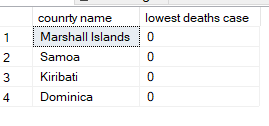 counrty name lowest deaths case
1 Marshall Islands 0
2 Samoa 0
3 Kiribati 0
4 Dominica 0